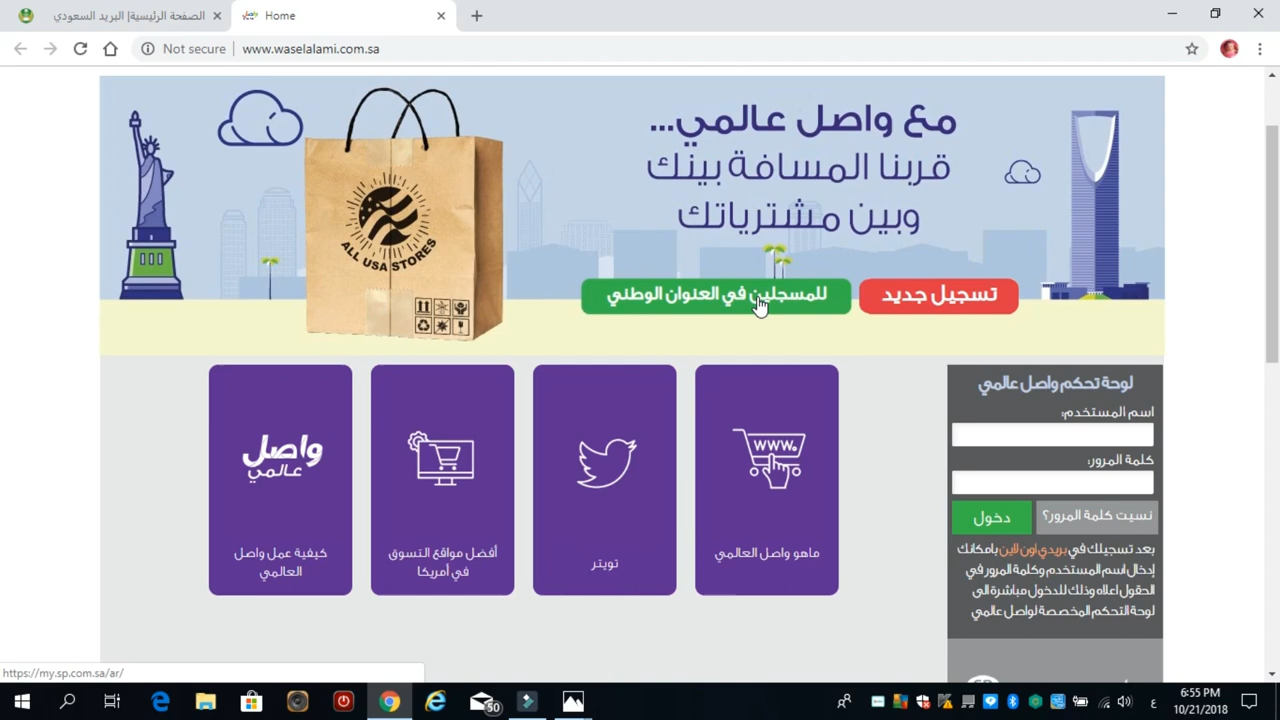 الصفحة الرئيسية| البريد السعودي
Home
Not secure
www.waselalami.com.sa
مع واصل عالمي...
قربنا المسافة بينك
وبين مشترياتك
ALL USA STORES
تسجيل جديد
للمسجلين في العنوان الوطني
لوحة تحكم واصل عالمي
اسم المستخدم:
كلمة المرور:
نسيت كلمة المرور؟
دخول
بعد تسجيلك في بريدي اون لاين بامكانك
إدخال اسم المستخدم وكلمة المرور في
الحقول اعلاه وذلك للدخول مباشرة الى
لوحة التحكم المخصصة لواصل عالمي
WWW.
ماهو واصل العالمي
تويتر
أفضل مواقع التسوق
في أمريكا
واصل
عالمي
كيفية عمل واصل
العالمي
https://my.sp.com.sa/ar/
50
ع
6:55 PM
10/21/2018